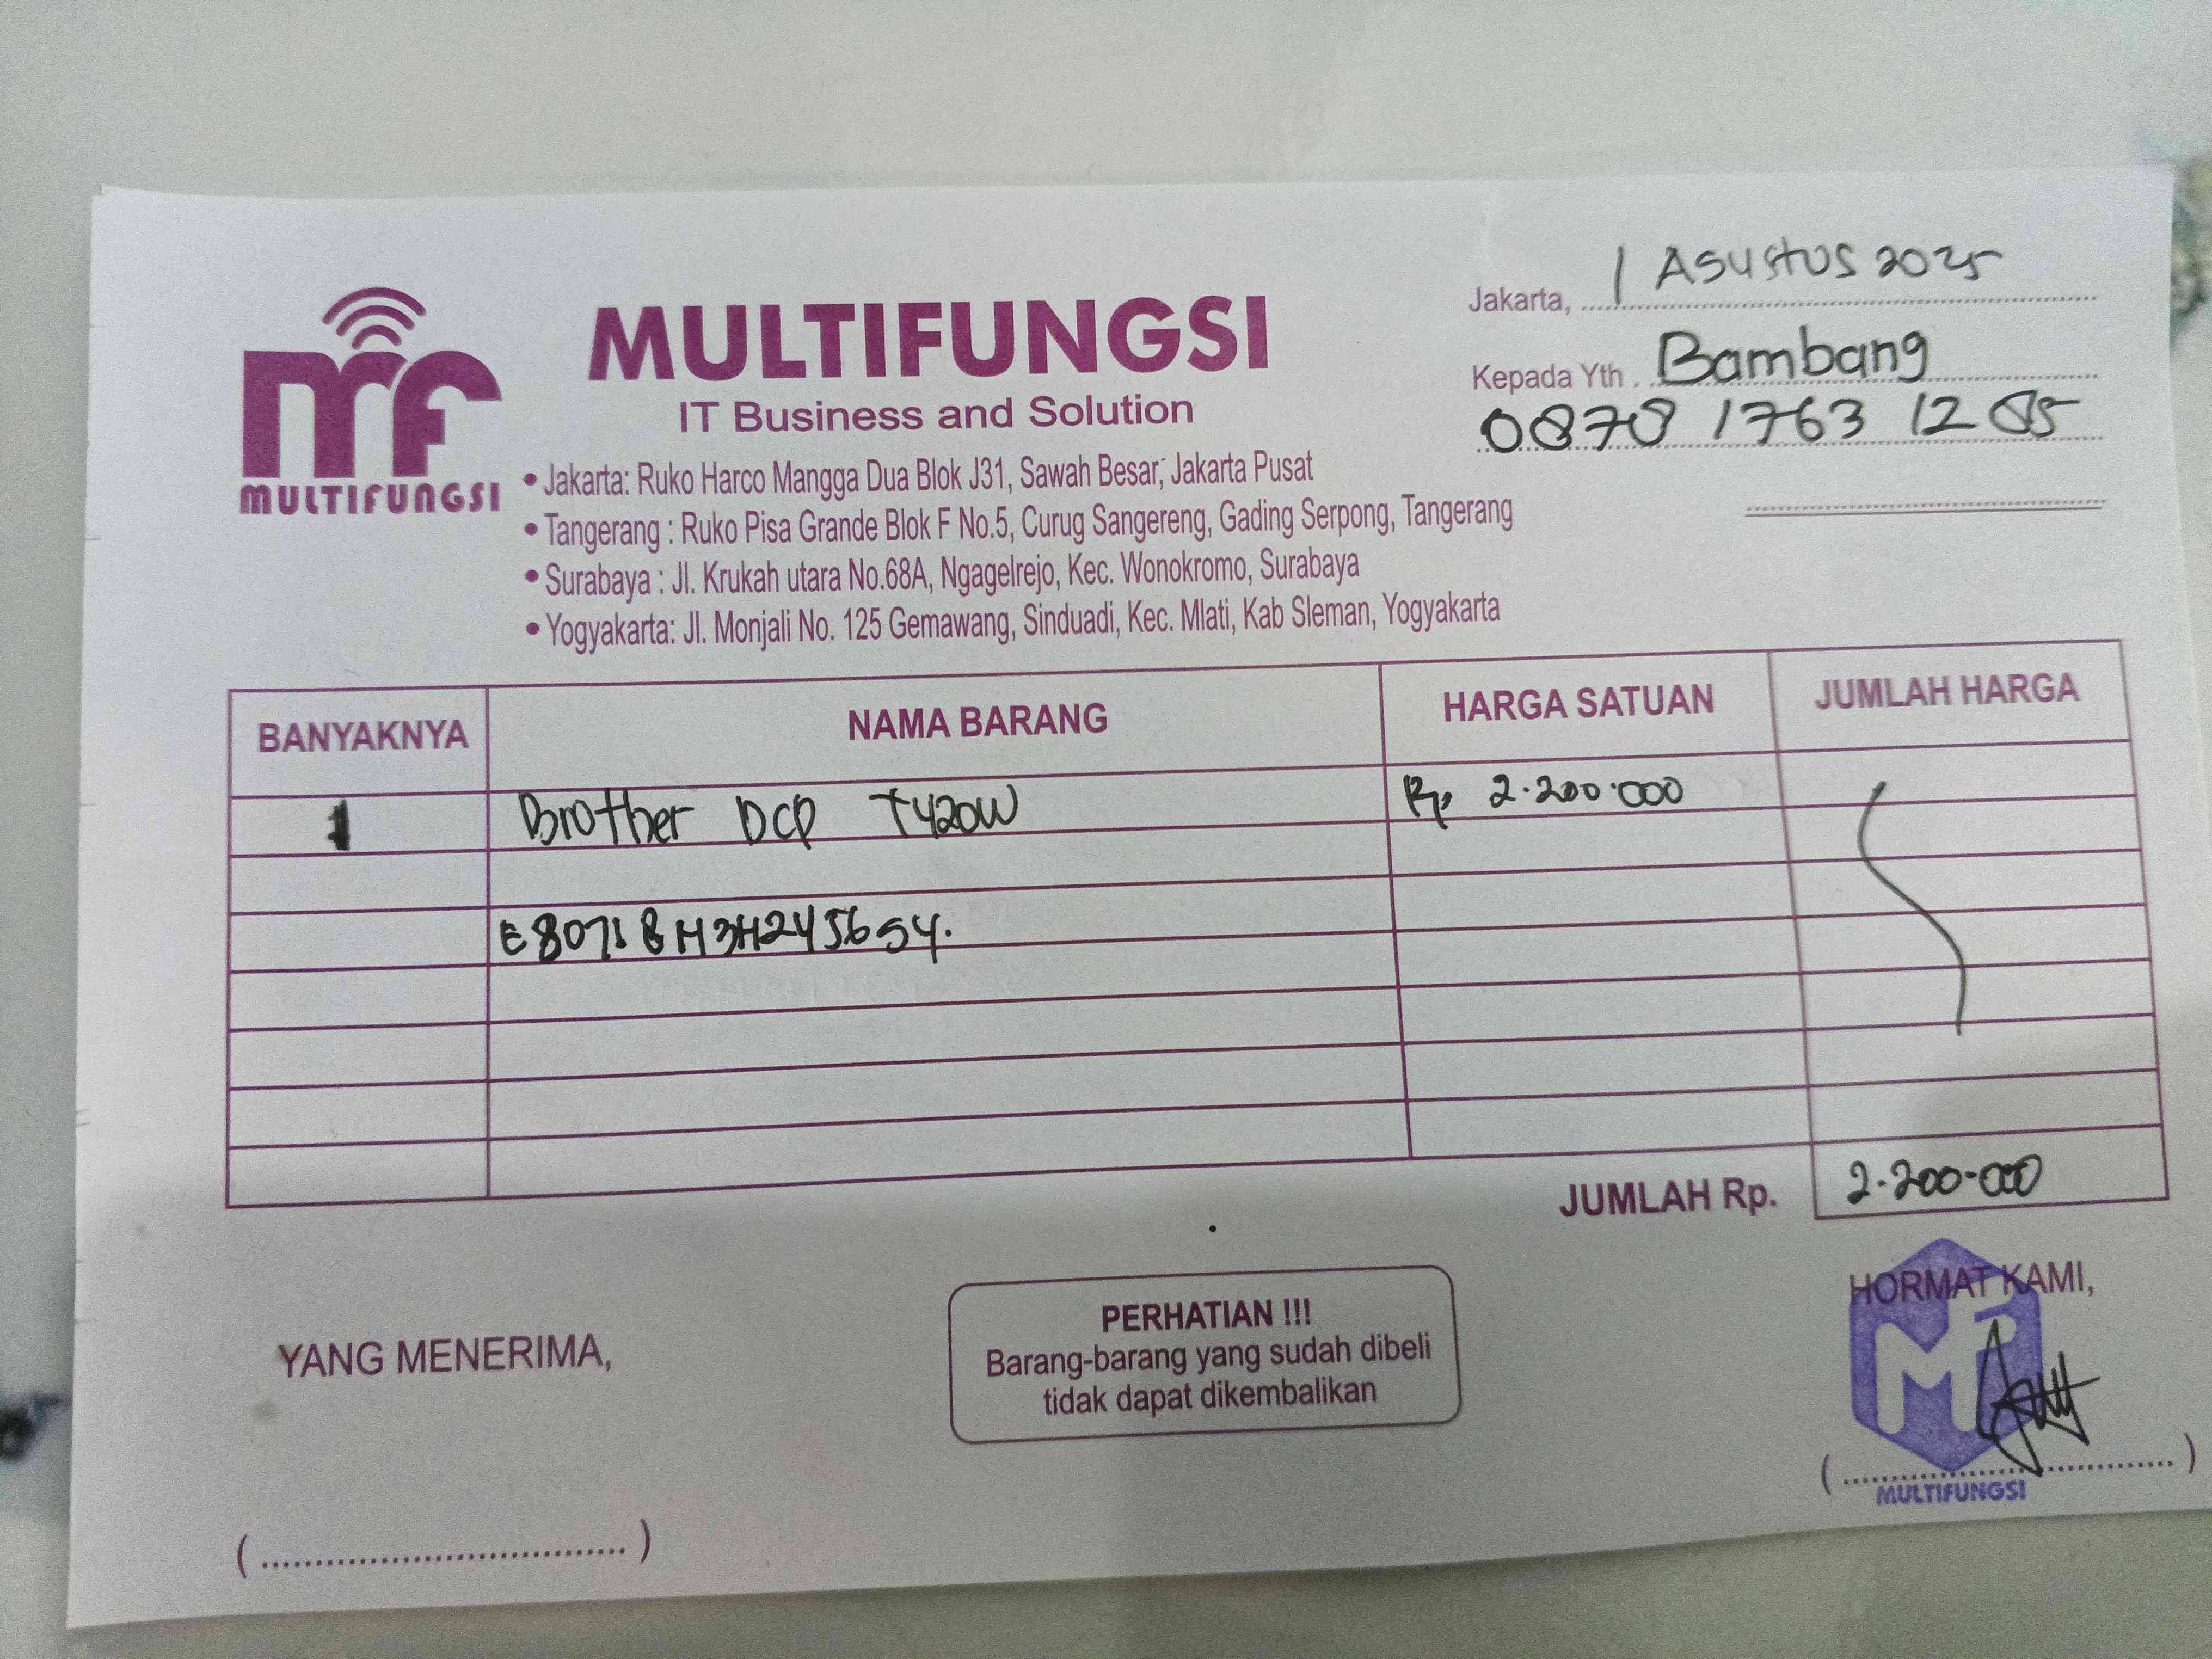 mf
MULTIFUNGSI
MULTIFUNGSI
IT Business and Solution
• Jakarta: Ruko Harco Mangga Dua Blok J31, Sawah Besar, Jakarta Pusat
• Tangerang : Ruko Pisa Grande Blok F No.5, Curug Sangereng, Gading Serpong, Tangerang
• Surabaya : Jl. Krukah utara No.68A, Ngagelrejo, Kec. Wonokromo, Surabaya
• Yogyakarta: Jl. Monjali No. 125 Gemawang, Sinduadi, Kec. Mlati, Kab Sleman, Yogyakarta
Jakarta, 1 Asustus 2025
Kepada Yth. Bambang
0878 1763 1285
BANYAKNYA NAMA BARANG HARGA SATUAN JUMLAH HARGA
1 Brother DCP T420W Rp. 2.200.000
JUMLAH Rp. 2.200.000
YANG MENERIMA,
PERHATIAN !!!
Barang-barang yang sudah dibeli
tidak dapat dikembalikan
HORMAT KAMI,
MULTIFUNGSI